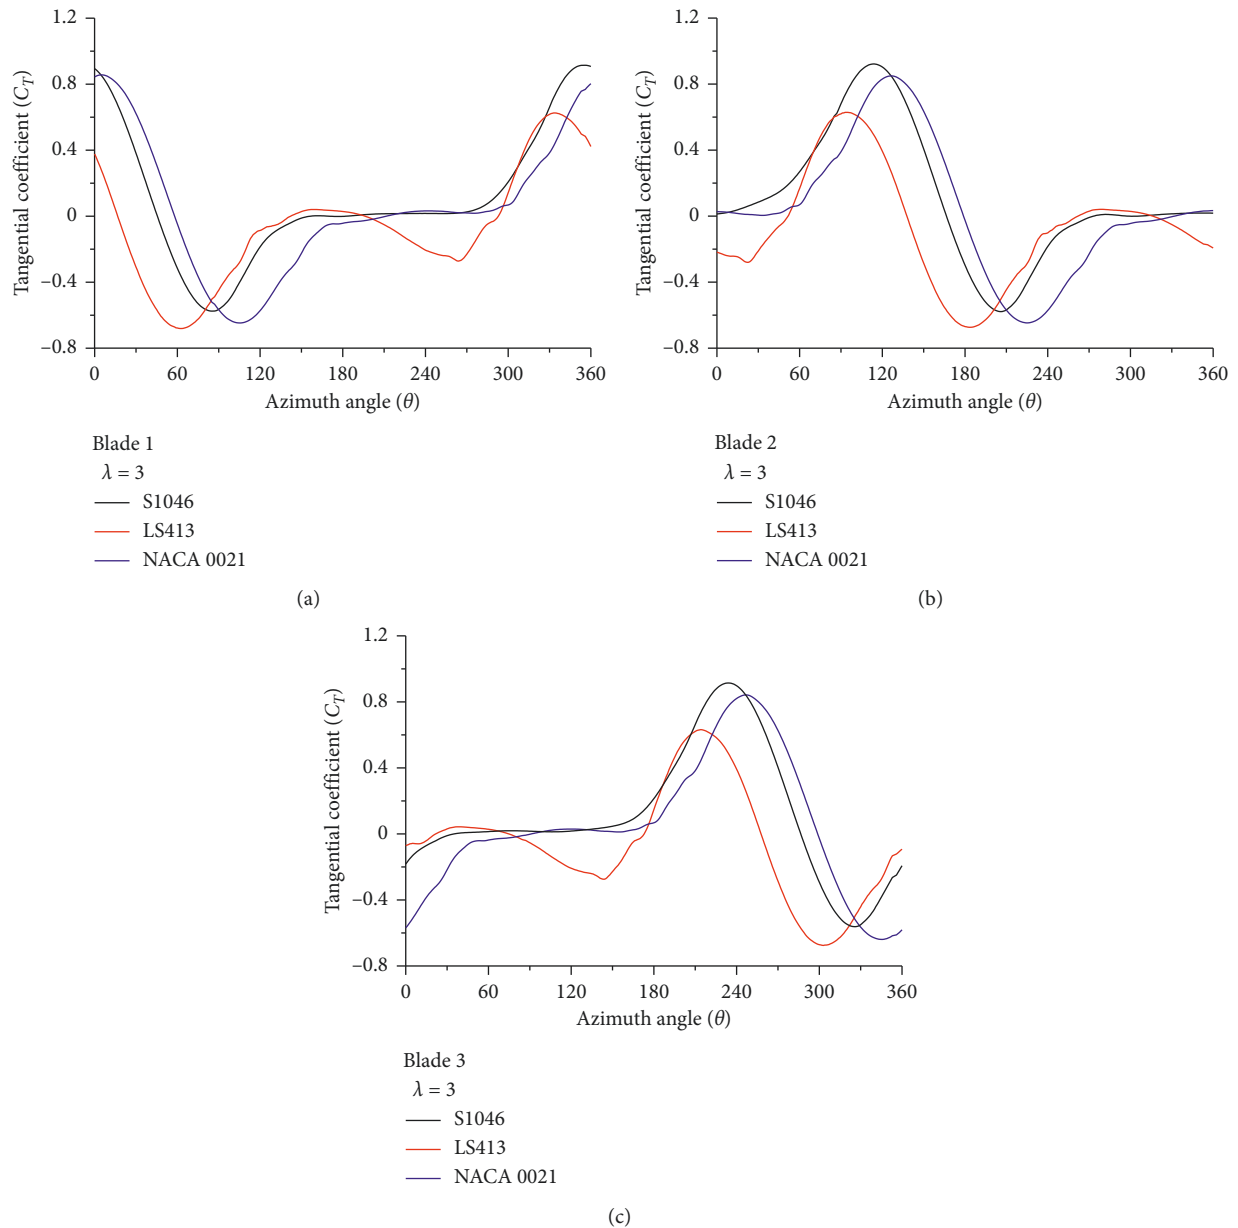 1.2
0.8
0.4
0
−0.4
−0.8
Tangential coefficient (C_T)
0 60 120 180 240 300 360
Azimuth angle (θ)
Blade 1
λ = 3
S1046
LS413
NACA 0021
(a)
1.2
0.8
0.4
0
−0.4
−0.8
Tangential coefficient (C_T)
0 60 120 180 240 300 360
Azimuth angle (θ)
Blade 2
λ = 3
S1046
LS413
NACA 0021
(b)
1.2
0.8
0.4
0
−0.4
−0.8
Tangential coefficient (C_T)
0 60 120 180 240 300 360
Azimuth angle (θ)
Blade 3
λ = 3
S1046
LS413
NACA 0021
(c)